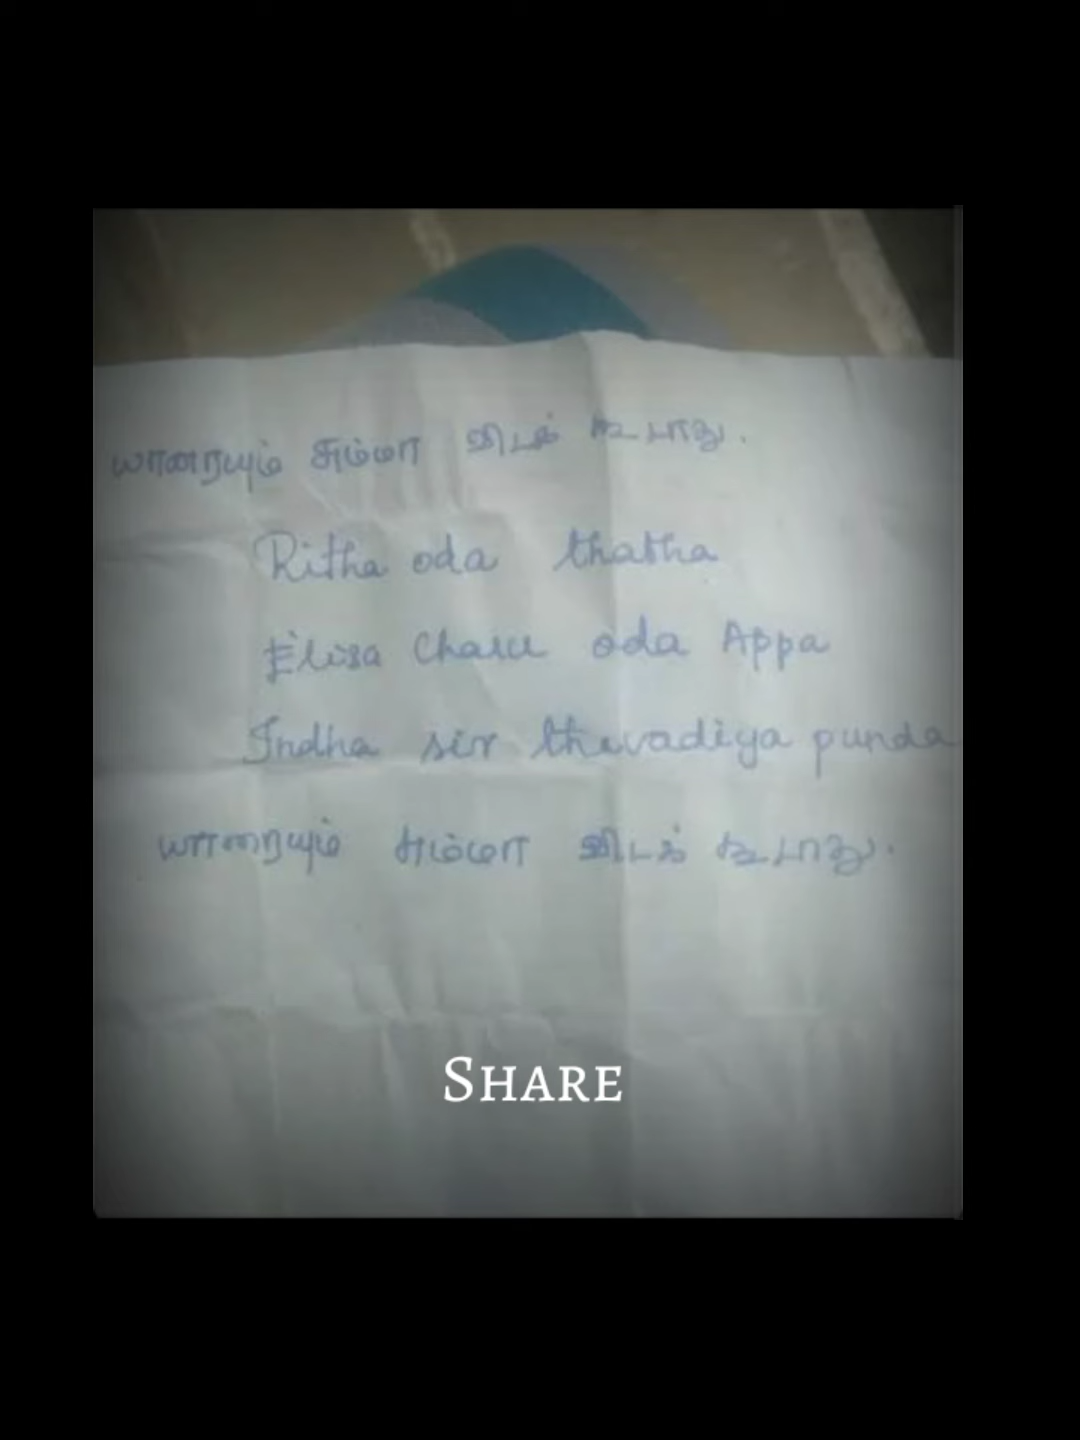 யாரையும் சும்மா விடக் கூடாது.
Ritha oda thatha
Elisa Charu oda Appa
Indha sir thevadiya punda
யாரையும் சும்மா விடக் கூடாது.
SHARE